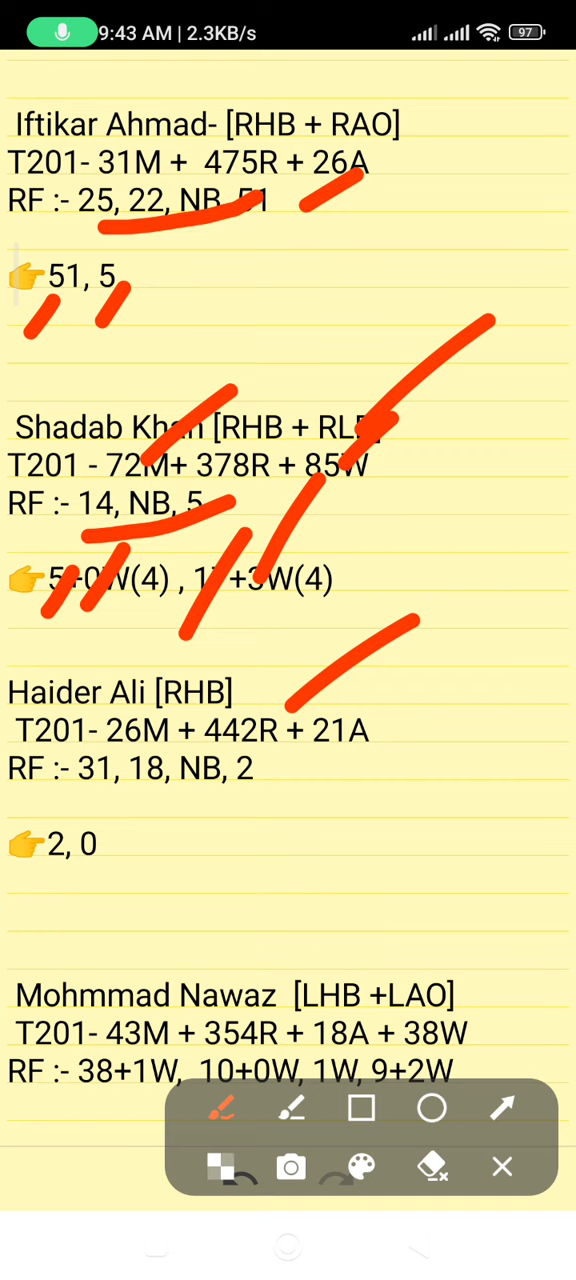 9:43 AM | 2.3KB/s
97
Iftikar Ahmad- [RHB + RAO]
T201- 31M + 475R + 26A
RF :- 25, 22, NB, 51
👉51, 5
Shadab Khan [RHB +
T201 - 72M+ 378R + 85W
RF :- 14, NB, 5
👉5+0W(4) , +3W(4)
Haider Ali [RHB]
T201- 26M + 442R + 21A
RF :- 31, 18, NB, 2
👉2, 0
Mohmmad Nawaz [LHB +LAO]
T201- 43M + 354R + 18A + 38W
RF :- 38+1W, 10+0W, 1W, 9+2W